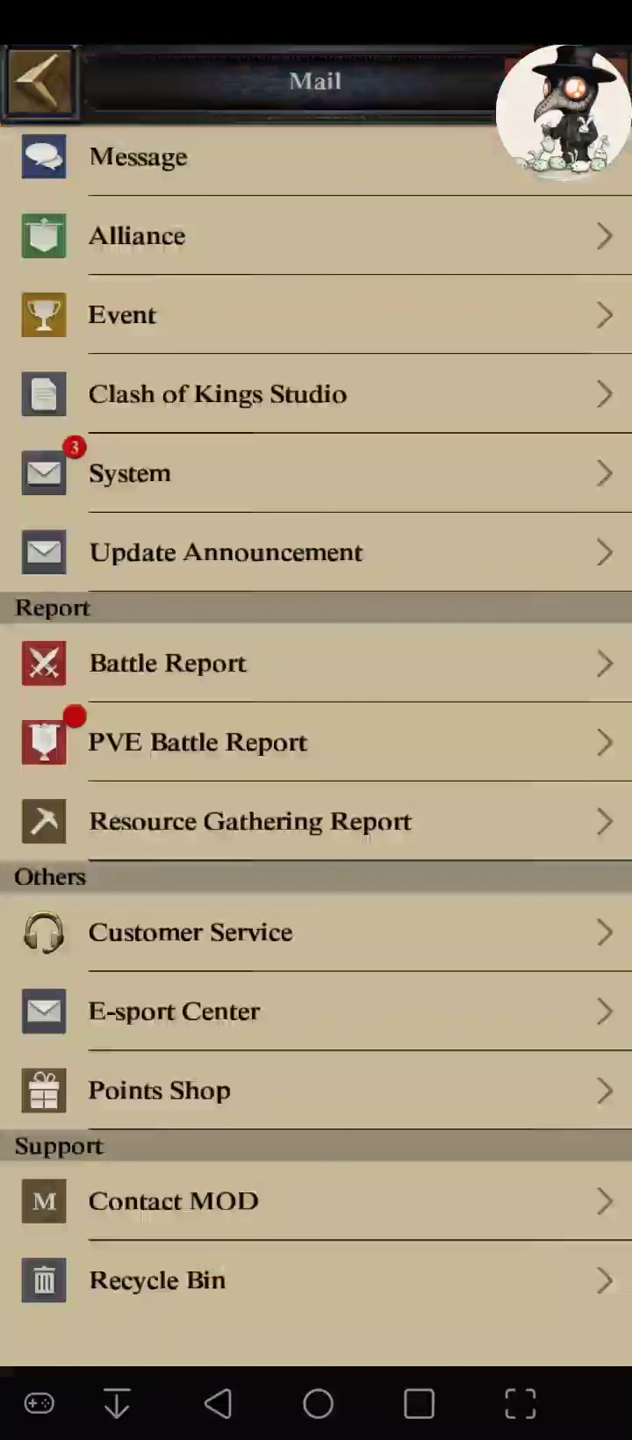 Mail
Message
Alliance
Event
Clash of Kings Studio
3
System
Update Announcement
Report
Battle Report
PVE Battle Report
Resource Gathering Report
Others
Customer Service
E-sport Center
Points Shop
Support
M
Contact MOD
Recycle Bin